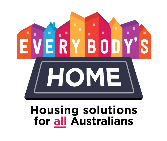 EVERYBODY'S
HOME
Housing solutions
for all Australians